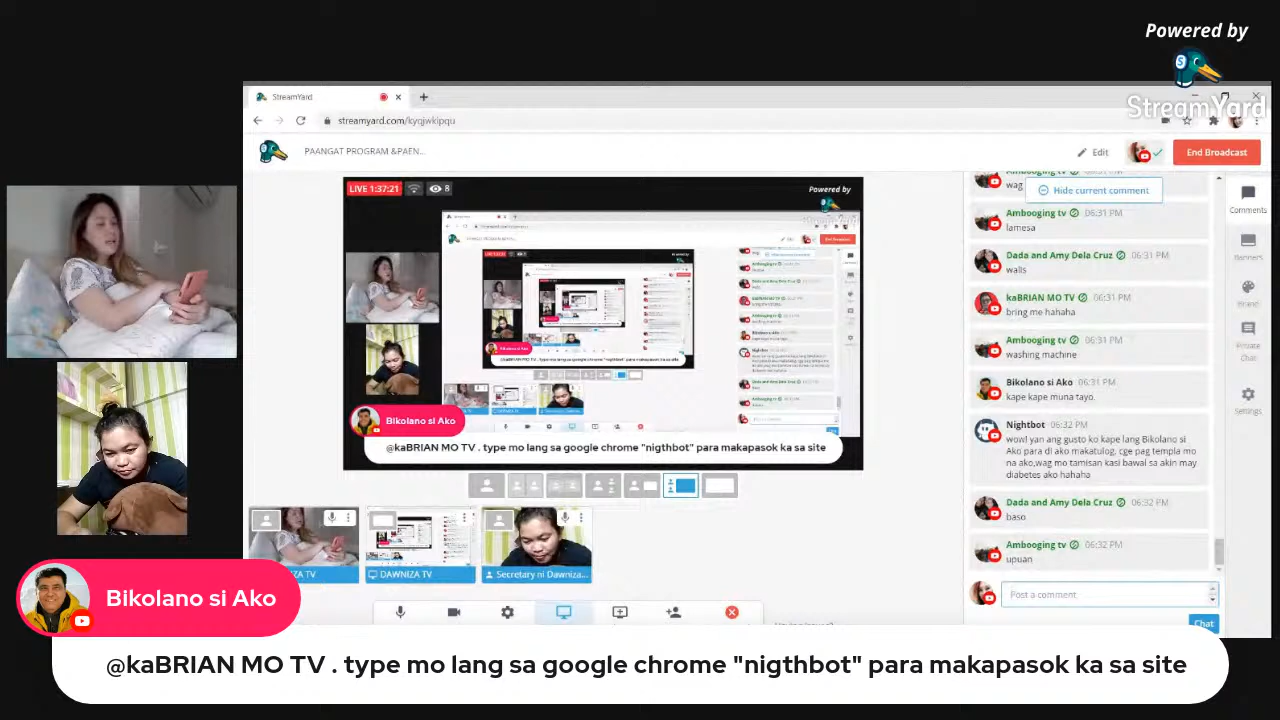 Powered by
StreamYard
StreamYard
streamyard.com/kyqjwkipqu
PAANGAT PROGRAM &PAEN...
Edit
End Broadcast
LIVE 1:37:21
8
Powered by
Bikolano si Ako
@kaBRIAN MO TV . type mo lang sa google chrome "nigthbot" para makapasok ka sa site
DAWNIZA TV
Secretary ni Dawniza...
Ambooging tv
wag
Hide current comment
Ambooging tv 06:31 PM
lamesa
Dada and Amy Dela Cruz 06:31 PM
walls
kaBRIAN MO TV 06:31 PM
bring me hahaha
Ambooging tv 06:31 PM
washing machine
Bikolano si Ako 06:31 PM
kape kape muna tayo.
Nightbot 06:32 PM
wow! yan ang gusto ko kape lang Bikolano si
Ako para di ako makatulog, cge pag templa mo
na ako,wag mo tamisan kasi bawal sa akin may
diabetes ako hahaha
Dada and Amy Dela Cruz 06:32 PM
baso
Ambooging tv 06:32 PM
upuan
Post a comment
Chat
Comments
Banners
Brand
Private
chat
Settings
Bikolano si Ako
@kaBRIAN MO TV . type mo lang sa google chrome "nigthbot" para makapasok ka sa site